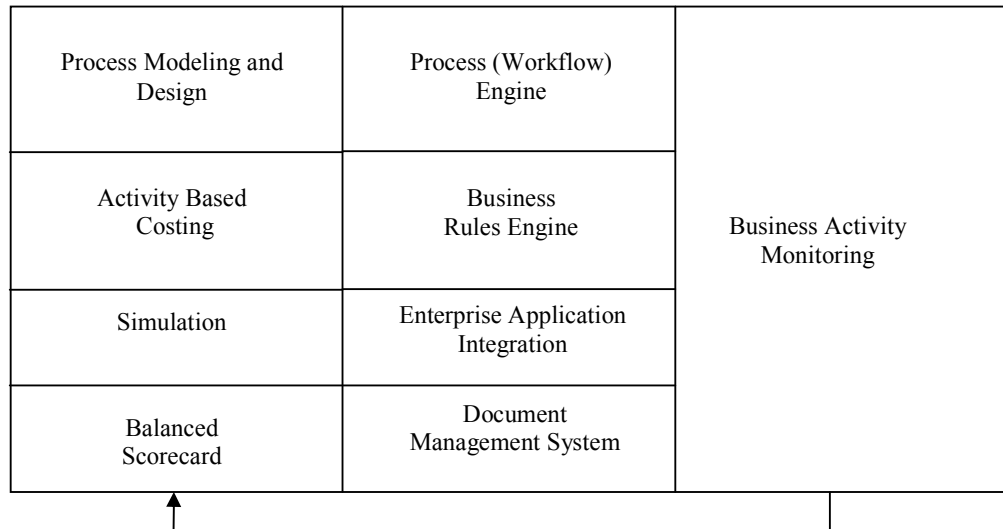 Process Modeling and
Design
Process (Workflow)
Engine
Activity Based
Costing
Business
Rules Engine
Business Activity
Monitoring
Simulation
Enterprise Application
Integration
Balanced
Scorecard
Document
Management System